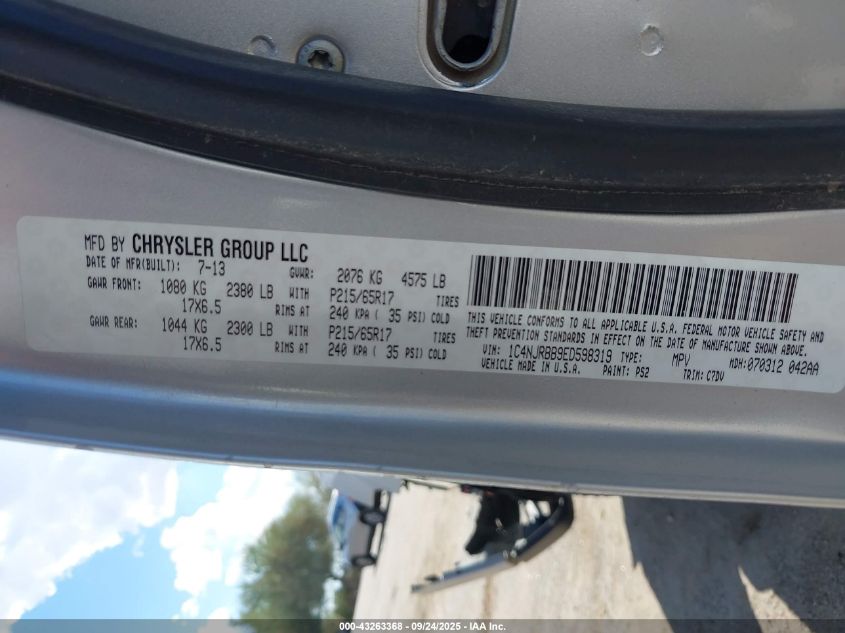 MFD BY CHRYSLER GROUP LLC
DATE OF MFR(BUILT): 7-13 GVWR: 2076 KG 4575 LB
GAWR FRONT: 1080 KG 2380 LB WITH P215/65R17 TIRES
17X6.5 RIMS AT 240 KPA ( 35 PSI) COLD
GAWR REAR: 1044 KG 2300 LB WITH P215/65R17 TIRES
17X6.5 RIMS AT 240 KPA ( 35 PSI) COLD
THIS VEHICLE CONFORMS TO ALL APPLICABLE U.S.A. FEDERAL MOTOR VEHICLE SAFETY AND
THEFT PREVENTION STANDARDS IN EFFECT ON THE DATE OF MANUFACTURE SHOWN ABOVE.
VIN: 1C4NJRBB9ED598319 TYPE: MPV MDH:070312 042AA
VEHICLE MADE IN U.S.A. PAINT: PS2 TRIM: C7DV
000-43263368 - 09/24/2025 - IAA Inc.